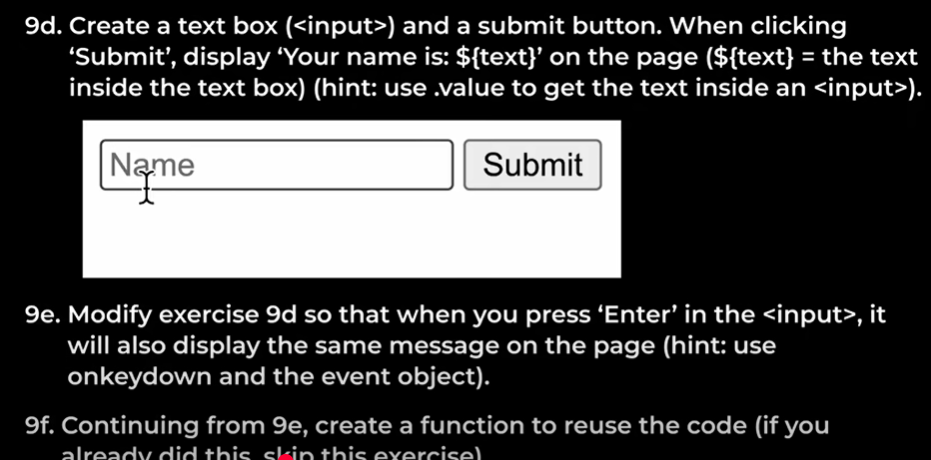 9d. Create a text box (<input>) and a submit button. When clicking
‘Submit’, display ‘Your name is: ${text}’ on the page (${text} = the text
inside the text box) (hint: use .value to get the text inside an <input>).
Name
Submit
9e. Modify exercise 9d so that when you press ‘Enter’ in the <input>, it
will also display the same message on the page (hint: use
onkeydown and the event object).
9f. Continuing from 9e, create a function to reuse the code (if you
already did this, skip this exercise)